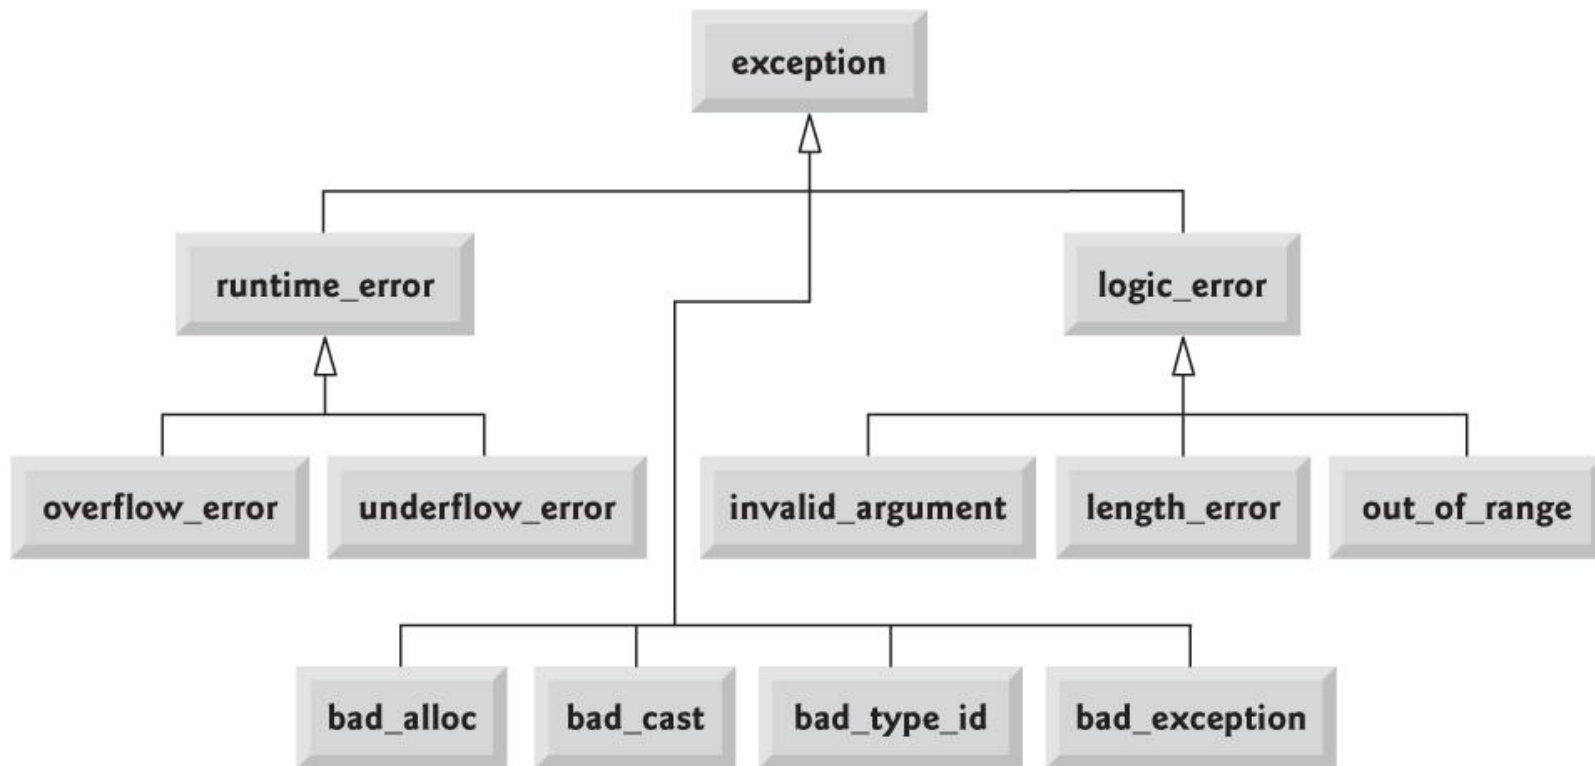 exception
runtime_error
logic_error
overflow_error
underflow_error
invalid_argument
length_error
out_of_range
bad_alloc
bad_cast
bad_type_id
bad_exception